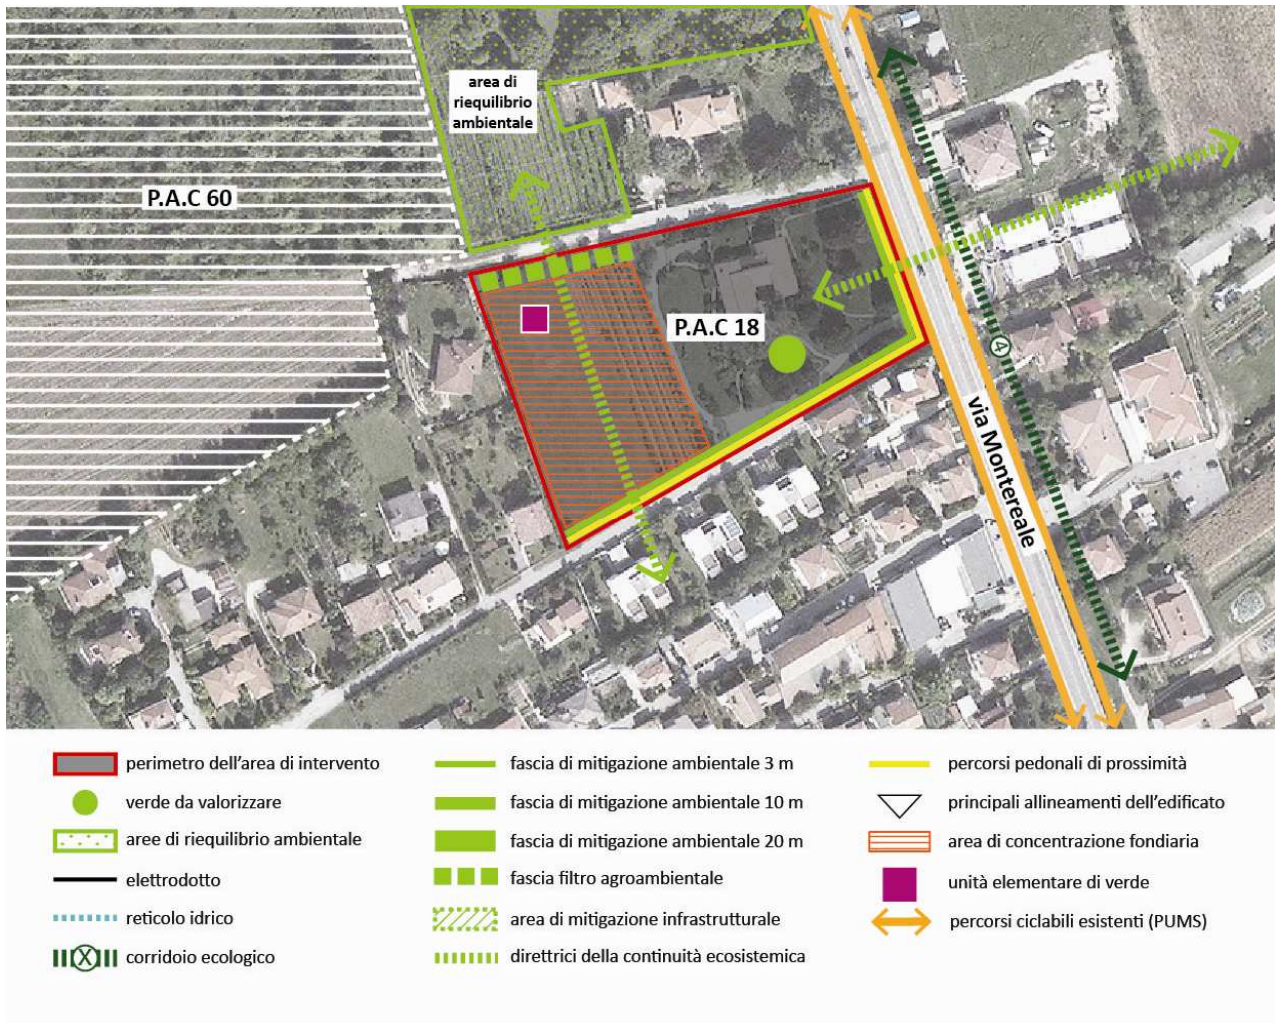 area di
riequilibrio
ambientale
P.A.C 60
P.A.C 18
4
via Montereale
perimetro dell'area di intervento
verde da valorizzare
aree di riequilibrio ambientale
elettrodotto
reticolo idrico
X corridoio ecologico
fascia di mitigazione ambientale 3 m
fascia di mitigazione ambientale 10 m
fascia di mitigazione ambientale 20 m
fascia filtro agroambientale
area di mitigazione infrastrutturale
direttrici della continuità ecosistemica
percorsi pedonali di prossimità
principali allineamenti dell'edificato
area di concentrazione fondiaria
unità elementare di verde
percorsi ciclabili esistenti (PUMS)